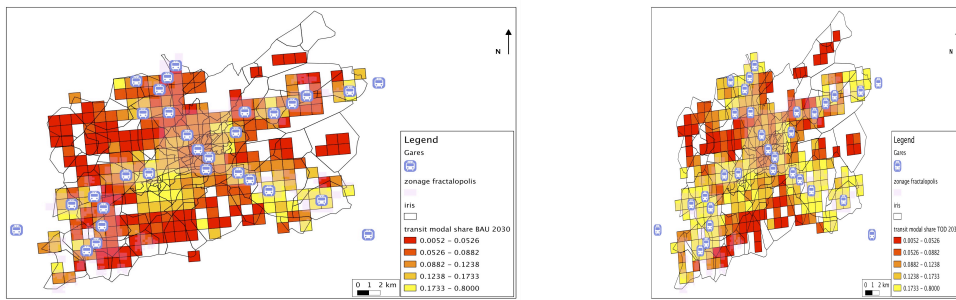 N
Legend
Gares
zonage fractalopolis
iris
transit modal share BAU 2030
0.0052 - 0.0526
0.0526 - 0.0882
0.0882 - 0.1238
0.1238 - 0.1733
0.1733 - 0.8000
0 1 2 km
N
Legend
Gares
zonage fractalopolis
iris
transit modal share TOD 203
0.0052 - 0.0526
0.0526 - 0.0882
0.0882 - 0.1238
0.1238 - 0.1733
0.1733 - 0.8000
0 1 2 km